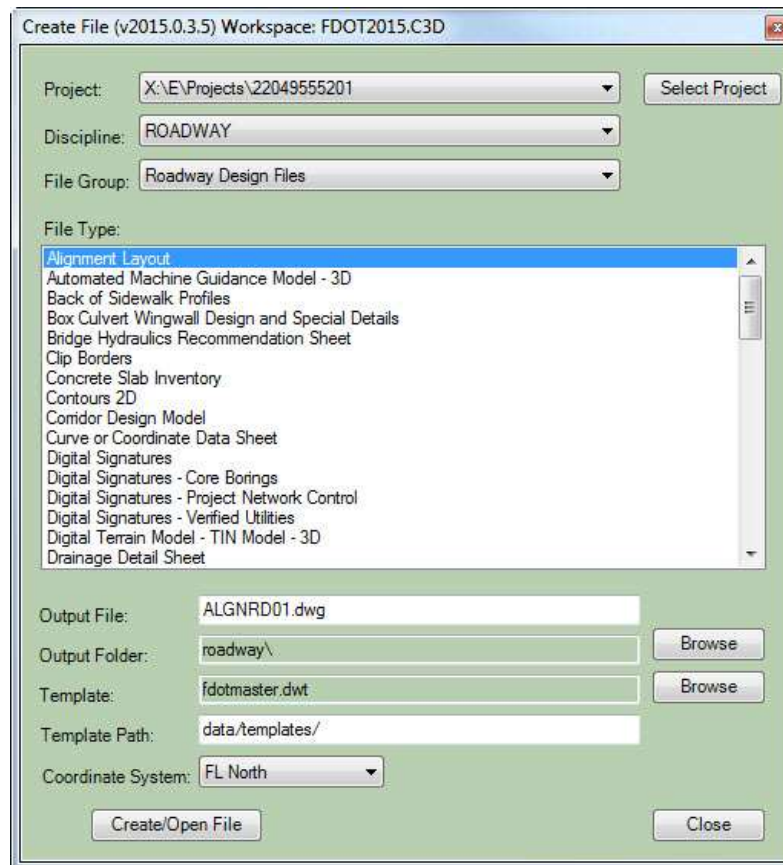 Create File (v2015.0.3.5) Workspace: FDOT2015.C3D
x
Project: X:\E\Projects\22049555201 Select Project
Discipline: ROADWAY
File Group: Roadway Design Files
File Type:
Alignment Layout
Automated Machine Guidance Model - 3D
Back of Sidewalk Profiles
Box Culvert Wingwall Design and Special Details
Bridge Hydraulics Recommendation Sheet
Clip Borders
Concrete Slab Inventory
Contours 2D
Corridor Design Model
Curve or Coordinate Data Sheet
Digital Signatures
Digital Signatures - Core Borings
Digital Signatures - Project Network Control
Digital Signatures - Verified Utilities
Digital Terrain Model - TIN Model - 3D
Drainage Detail Sheet
Output File: ALGNRD01.dwg
Output Folder: roadway\ Browse
Template: fdotmaster.dwt Browse
Template Path: data/templates/
Coordinate System: FL North
Create/Open File Close